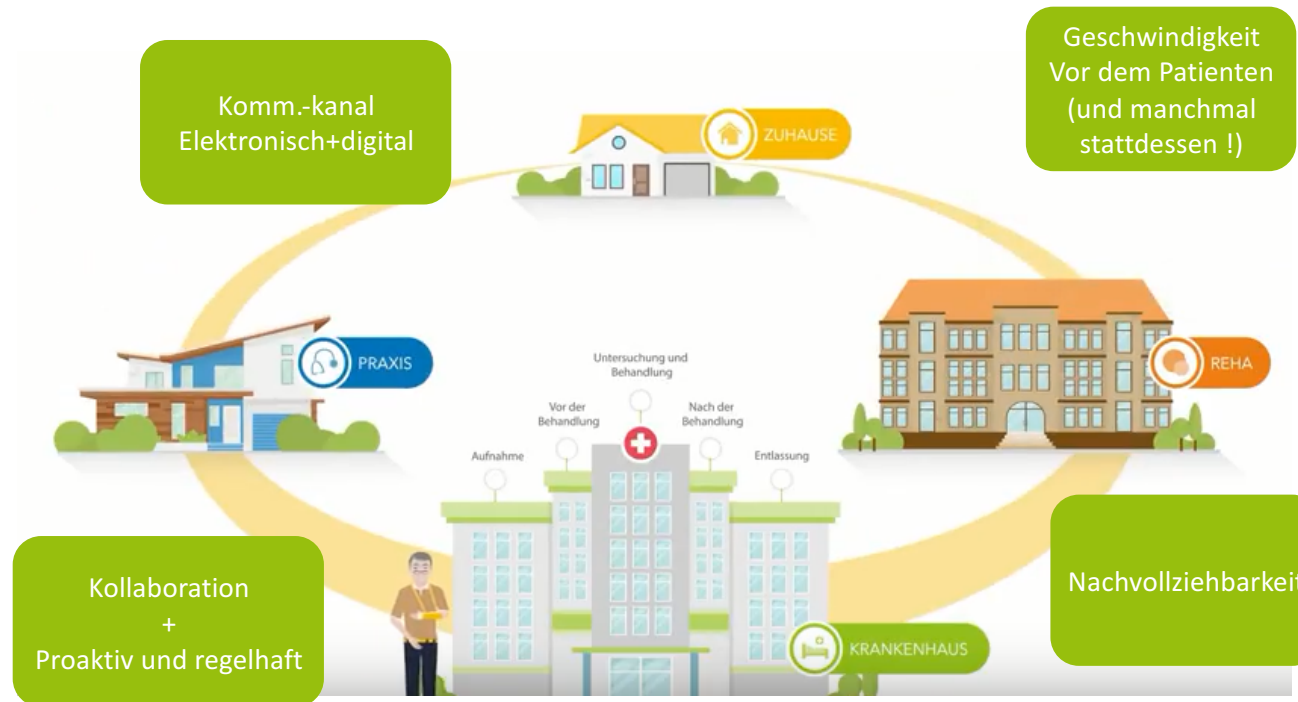 Komm.-kanal
Elektronisch+digital
Geschwindigkeit
Vor dem Patienten
(und manchmal
stattdessen !)
ZUHAUSE
PRAXIS
REHA
Untersuchung und
Behandlung
Vor der
Behandlung
Nach der
Behandlung
Aufnahme
Entlassung
Kollaboration
+
Proaktiv und regelhaft
Nachvollziehbarkeit
KRANKENHAUS